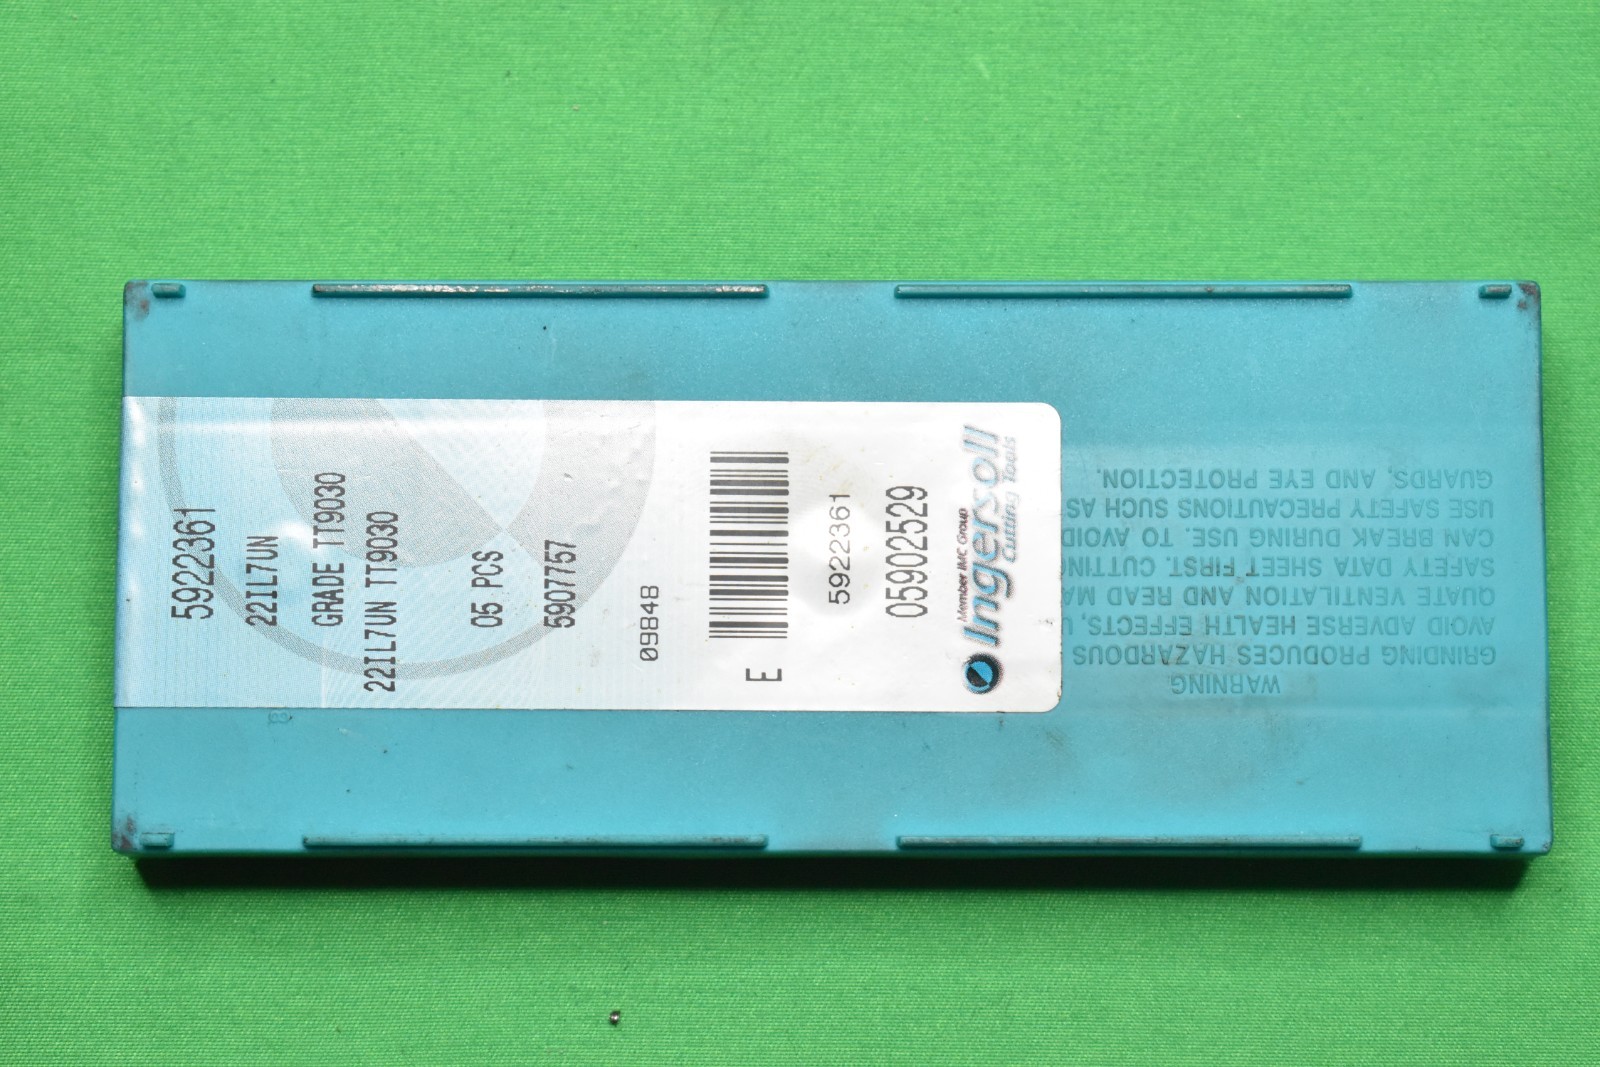 5922361
22IL7UN
GRADE TT9030
22IL7UN TT9030
05 PCS
5907757
09848
E
5922361
05902529
Member IMC Group
Ingersoll
Cutting Tools
WARNING
GRINDING PRODUCES HAZARDOUS
AVOID ADVERSE HEALTH EFFECTS,
QUATE VENTILATION AND READ
SAFETY DATA SHEET FIRST. CUTTING
CAN BREAK DURING USE. TO AVOID
USE SAFETY PRECAUTIONS SUCH AS
GUARDS, AND EYE PROTECTION.